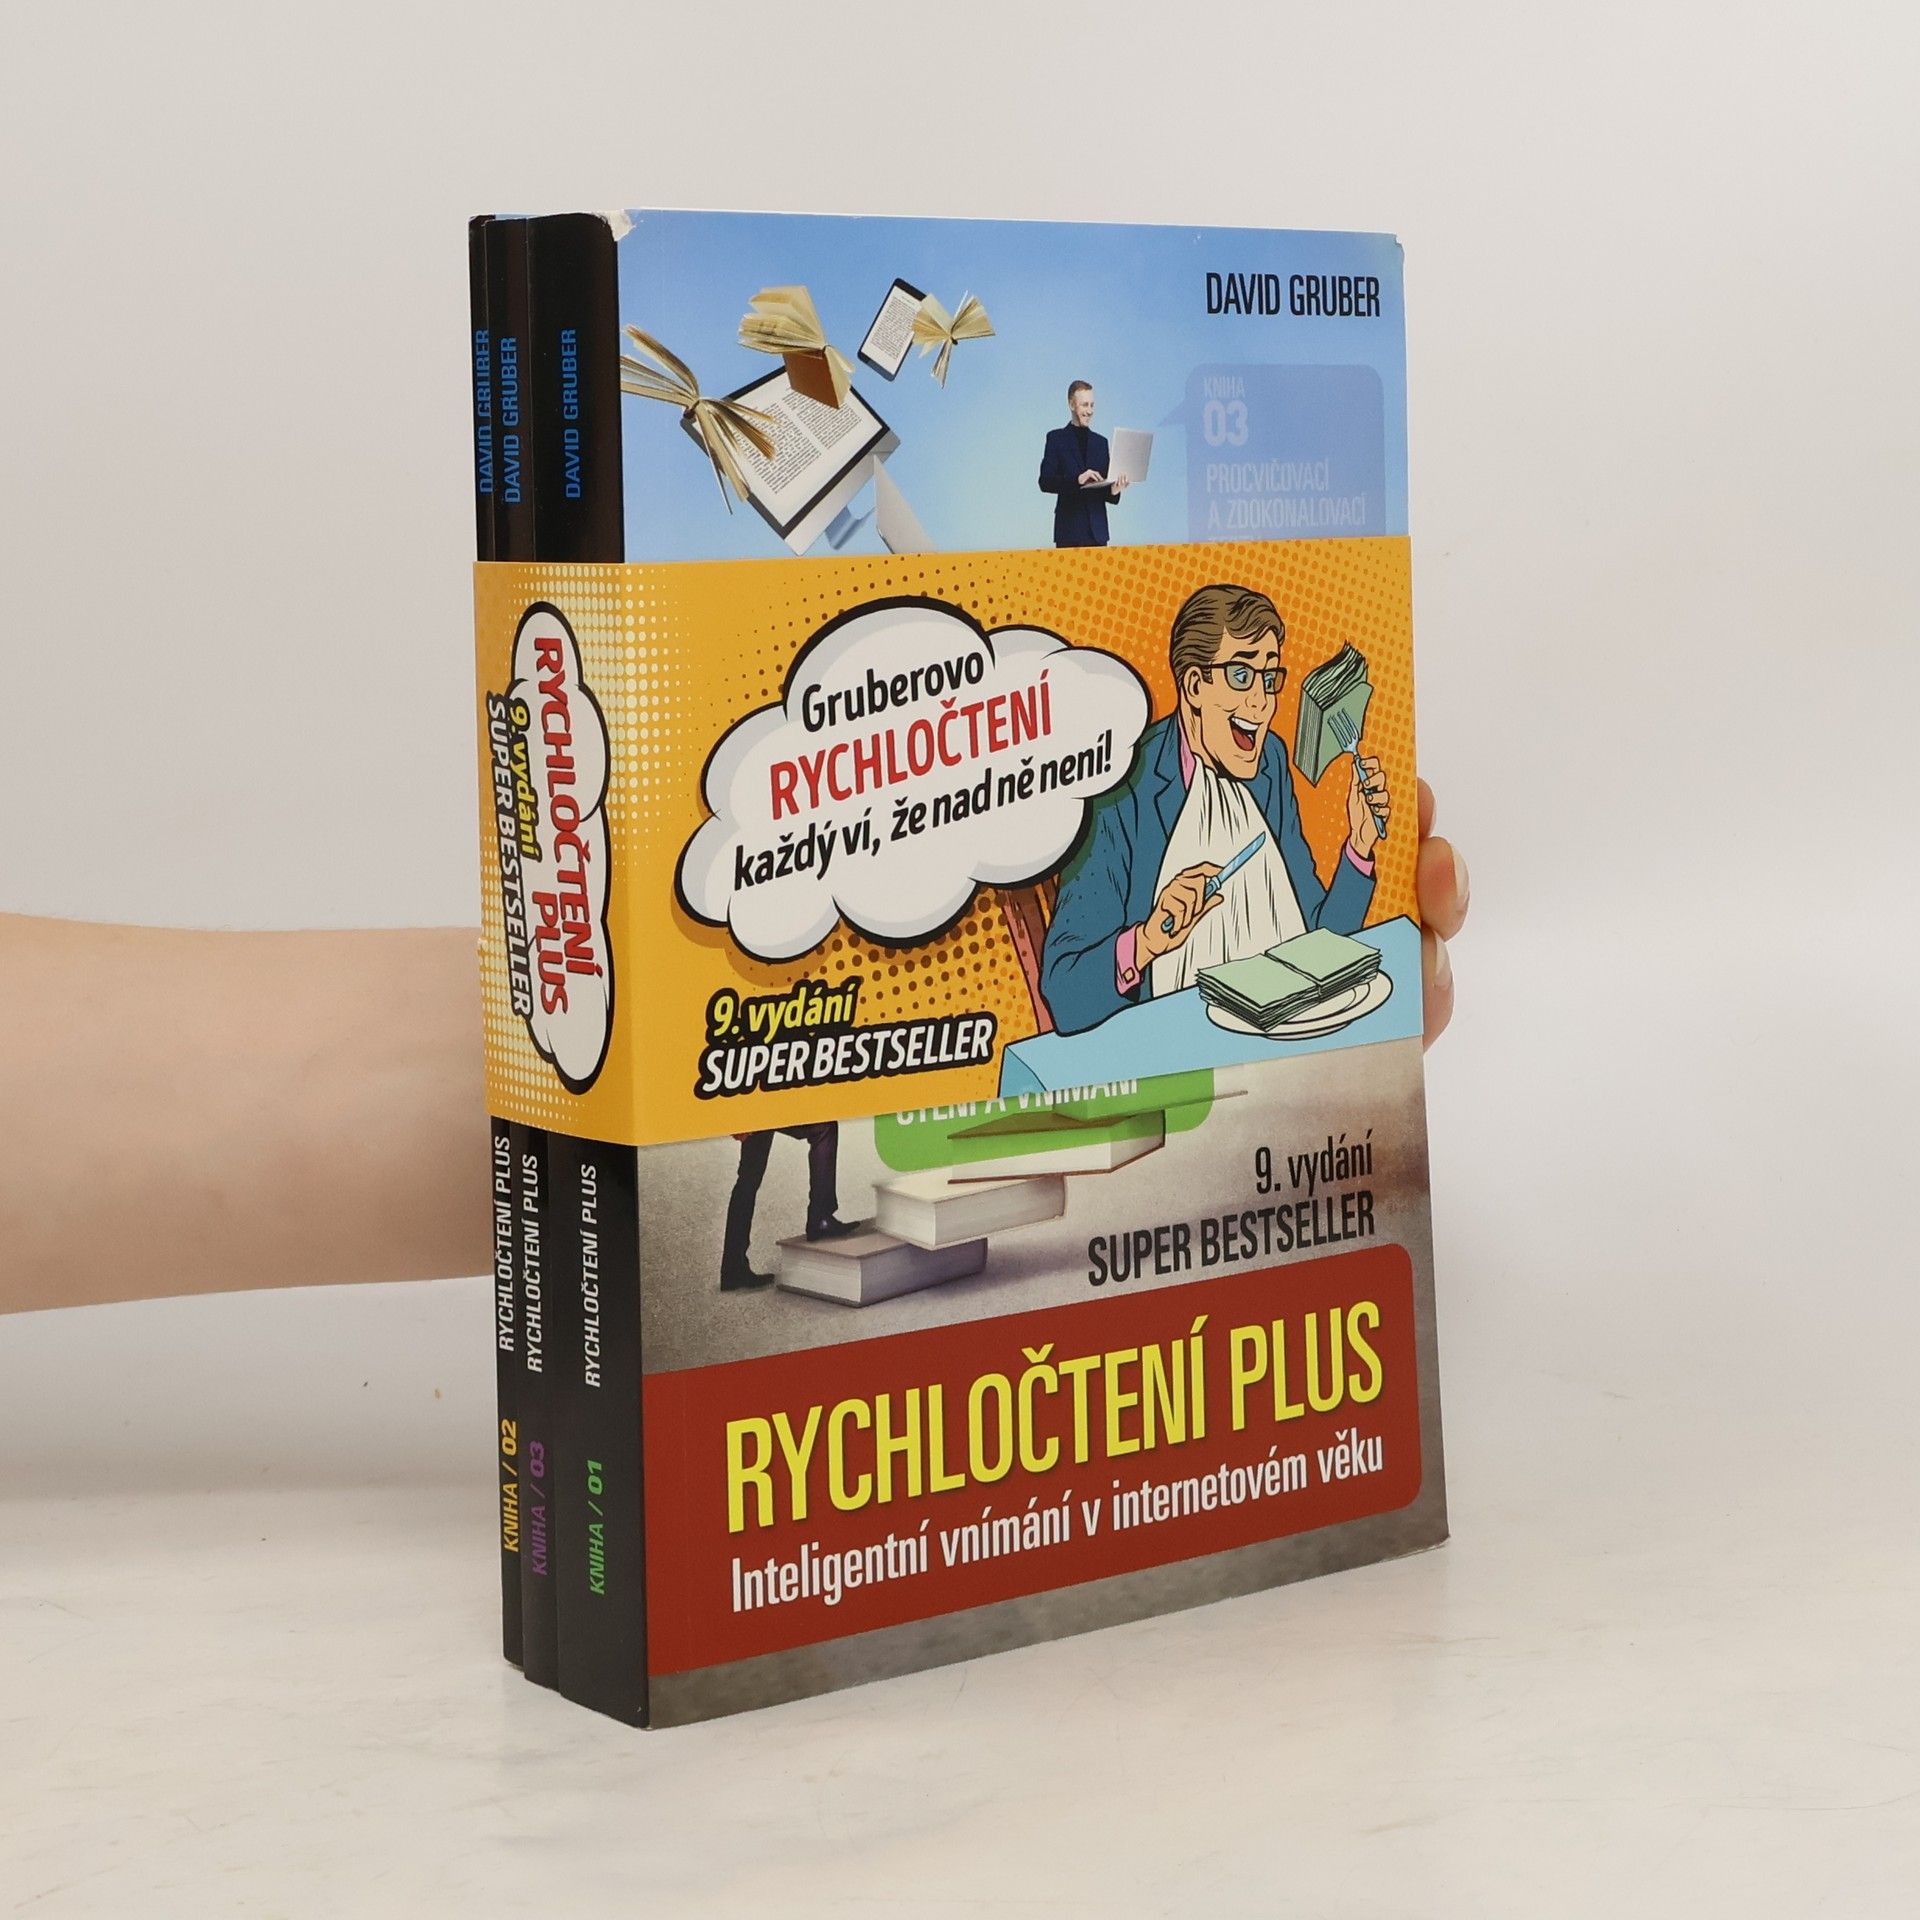 DAVID GRUBER
DAVID GRUBER
DAVID GRUBER
DAVID GRUBER
KNIHA
03
PROCVIČOVACÍ
A ZDOKONALOVACÍ
RYCHLOČTENÍ
PLUS
9. vydání
SUPER BESTSELLER
Gruberovo
RYCHLOČTENÍ
každý ví, že nad ně není!
9. vydání
SUPER BESTSELLER
ČTENÍ A VNÍMÁNÍ
9. vydání
SUPER BESTSELLER
RYCHLOČTENÍ PLUS
Inteligentní vnímání v internetovém věku
RYCHLOČTENÍ PLUS
KNIHA / 02
RYCHLOČTENÍ PLUS
KNIHA / 03
RYCHLOČTENÍ PLUS
KNIHA / 01